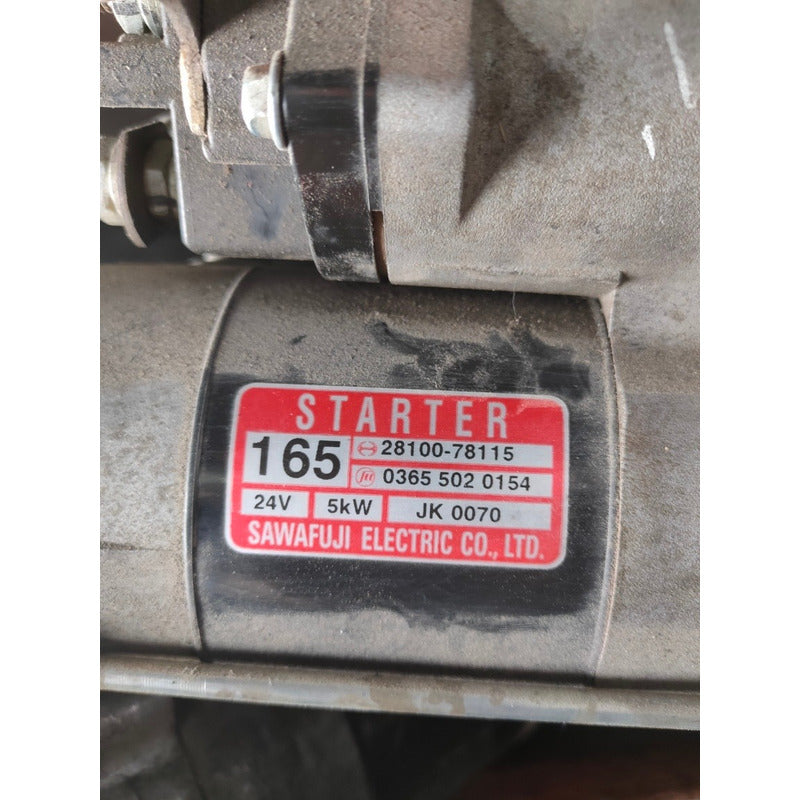 STARTER
165
28100-78115
0365 502 0154
24V 5kW JK 0070
SAWAFUJI ELECTRIC CO., LTD.